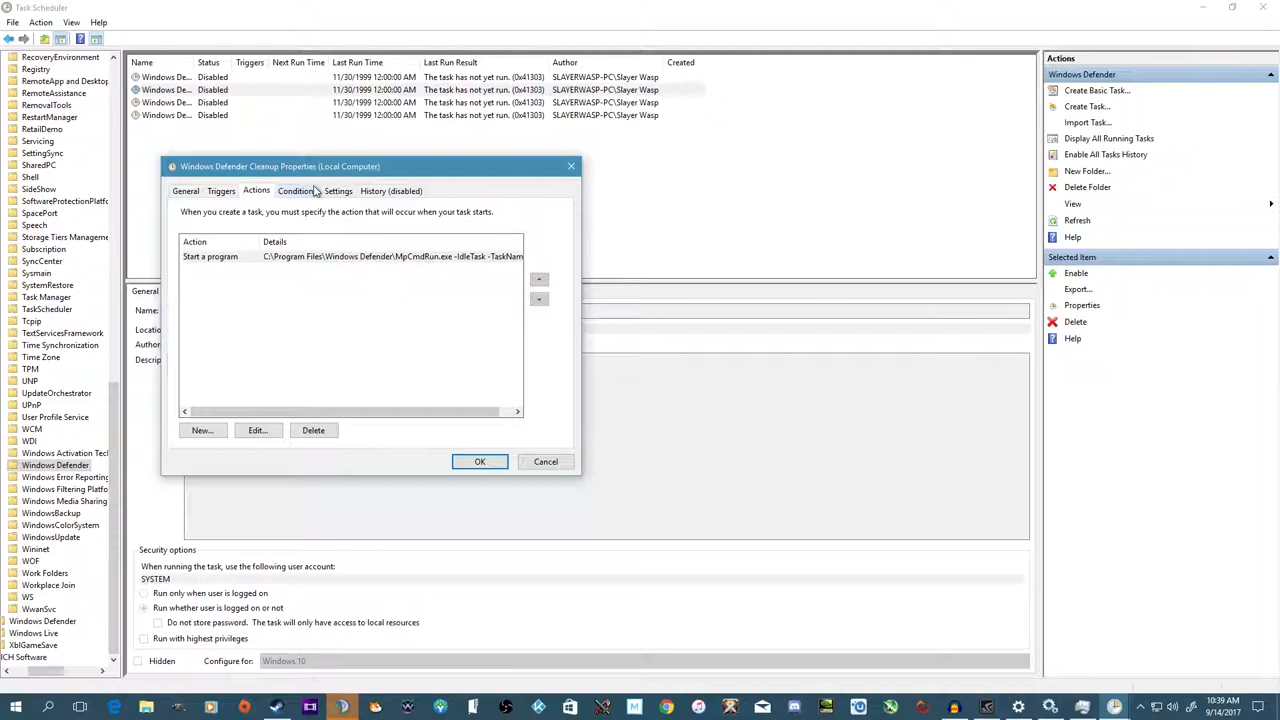 Task Scheduler
File Action View Help
RecoveryEnvironment
Registry
RemoteApp and Desktop
RemoteAssistance
RemovalTools
RestartManager
RetailDemo
Servicing
SettingSync
SharedPC
Shell
SideShow
SoftwareProtectionPlatfo
SpacePort
Speech
Storage Tiers Manageme
Subscription
SyncCenter
Sysmain
SystemRestore
Task Manager
TaskScheduler
Tcpip
TextServicesFramework
Time Synchronization
Time Zone
TPM
UNP
UpdateOrchestrator
UPnP
User Profile Service
WCM
WDI
Windows Activation Tech
Windows Defender
Windows Error Reporting
Windows Filtering Platfo
Windows Media Sharing
WindowsBackup
WindowsColorSystem
WindowsUpdate
Wininet
WOF
Work Folders
Workplace Join
WS
WwanSvc
Windows Defender
Windows Live
XblGameSave
ICH Software
Name Status Triggers Next Run Time Last Run Time Last Run Result Author Created
Windows De... Disabled 11/30/1999 12:00:00 AM The task has not yet run. (0x41303) SLAYERWASP-PC\Slayer Wasp
Windows De... Disabled 11/30/1999 12:00:00 AM The task has not yet run. (0x41303) SLAYERWASP-PC\Slayer Wasp
Windows De... Disabled 11/30/1999 12:00:00 AM The task has not yet run. (0x41303) SLAYERWASP-PC\Slayer Wasp
Windows De... Disabled 11/30/1999 12:00:00 AM The task has not yet run. (0x41303) SLAYERWASP-PC\Slayer Wasp
Windows Defender Cleanup Properties (Local Computer)
General Triggers Actions Conditions Settings History (disabled)
When you create a task, you must specify the action that will occur when your task starts.
Action Details
Start a program C:\Program Files\Windows Defender\MpCmdRun.exe -IdleTask -TaskNam
New... Edit... Delete
OK Cancel
General
Name:
Locatio
Author
Descrip
Security options
When running the task, use the following user account:
SYSTEM
Run only when user is logged on
Run whether user is logged on or not
Do not store password. The task will only have access to local resources
Run with highest privileges
Hidden Configure for: Windows 10
Actions
Windows Defender
Create Basic Task...
Create Task...
Import Task...
Display All Running Tasks
Enable All Tasks History
New Folder...
Delete Folder
View
Refresh
Help
Selected Item
Enable
Export...
Properties
Delete
Help
10:39 AM
9/14/2017